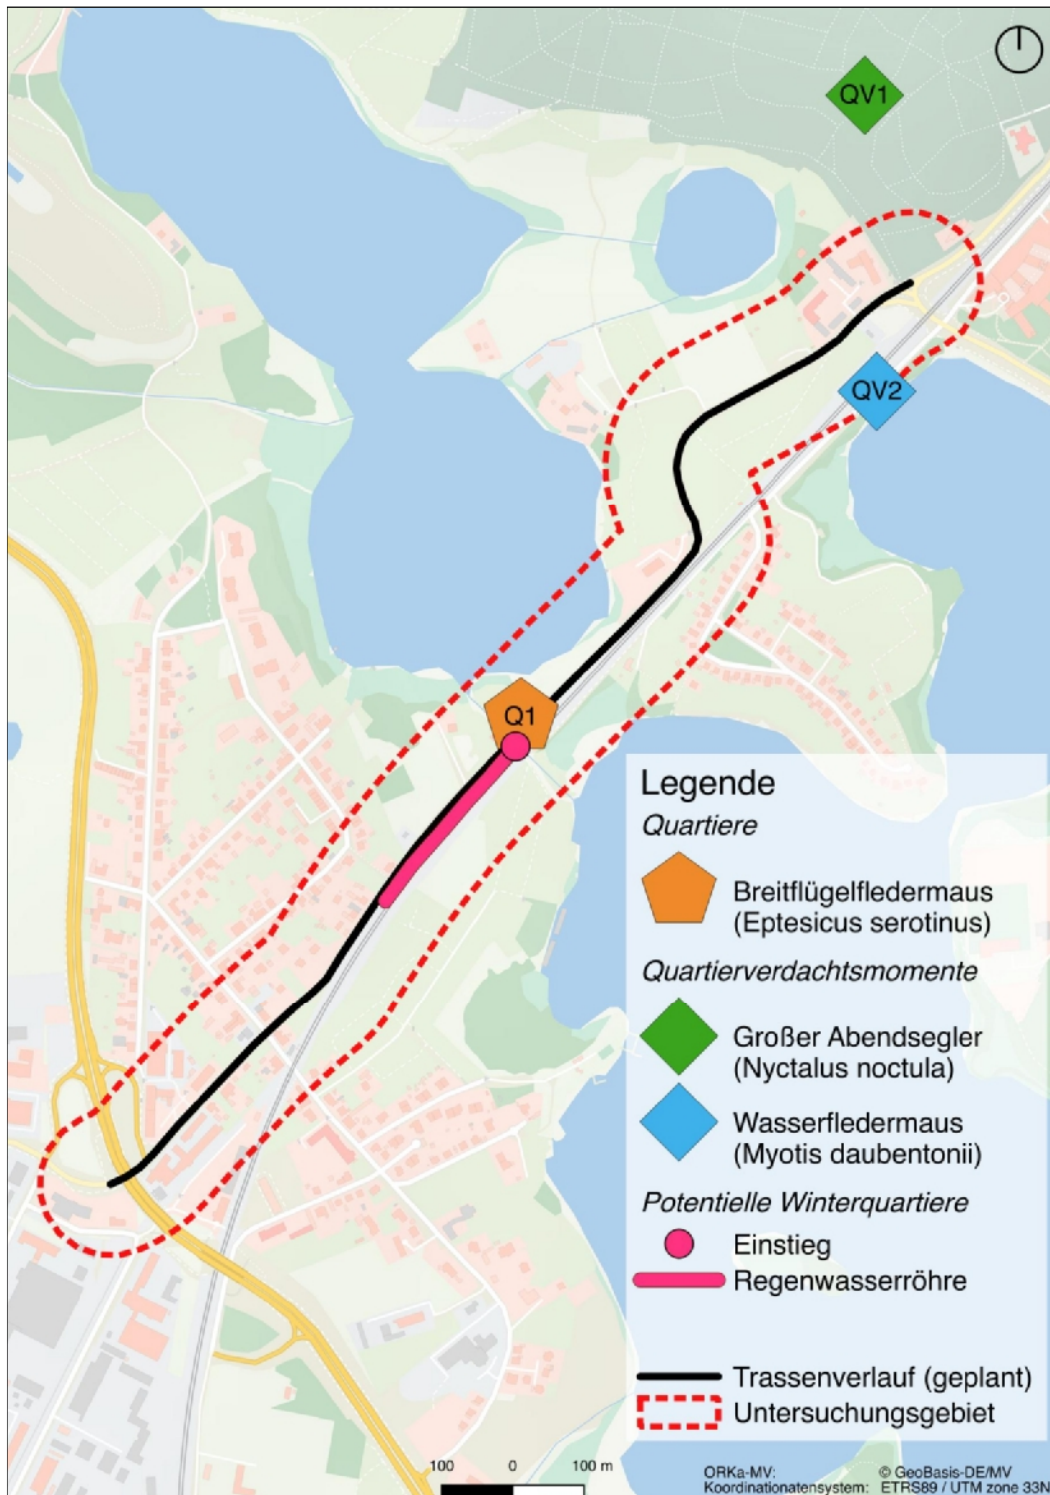 QV1
QV2
Q1
Legende
Quartiere
Breitflügelfledermaus
(Eptesicus serotinus)
Quartierverdachtsmomente
Großer Abendsegler
(Nyctalus noctula)
Wasserfledermaus
(Myotis daubentonii)
Potentielle Winterquartiere
Einstieg
Regenwasserröhre
Trassenverlauf (geplant)
Untersuchungsgebiet
100 0 100 m
ORKa-MV: © GeoBasis-DE/MV
Koordinatensystem: ETRS89 / UTM zone 33N